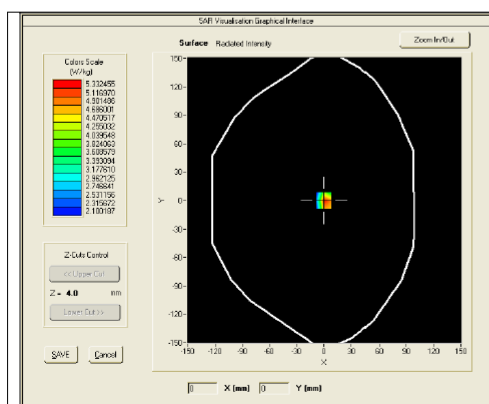 SAR Visualisation Graphical Interface
Surface Radiated Intensity
Zoom In/Out
Colors Scale
(W/kg)
5.332455
5.116970
4.901486
4.686001
4.470517
4.255032
4.039548
3.824063
3.608579
3.393094
3.177610
2.962125
2.746641
2.531156
2.315672
2.100187
Z-Cuts Control
<< Upper Cut
Z = 4.0 mm
Lower Cut >>
SAVE Cancel
150
120
90
60
30
0
-30
-60
-90
-120
-150
Y
-150 -120 -90 -60 -30 0 30 60 90 120 150
X
0 X (mm) 0 Y (mm)